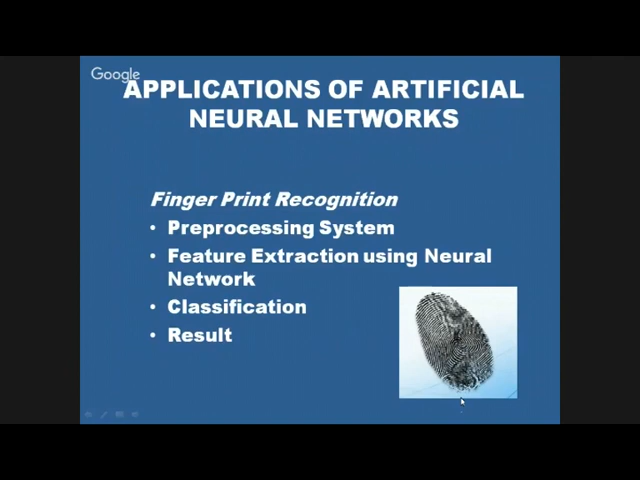 Google
APPLICATIONS OF ARTIFICIAL
NEURAL NETWORKS
Finger Print Recognition
• Preprocessing System
• Feature Extraction using Neural
Network
• Classification
• Result